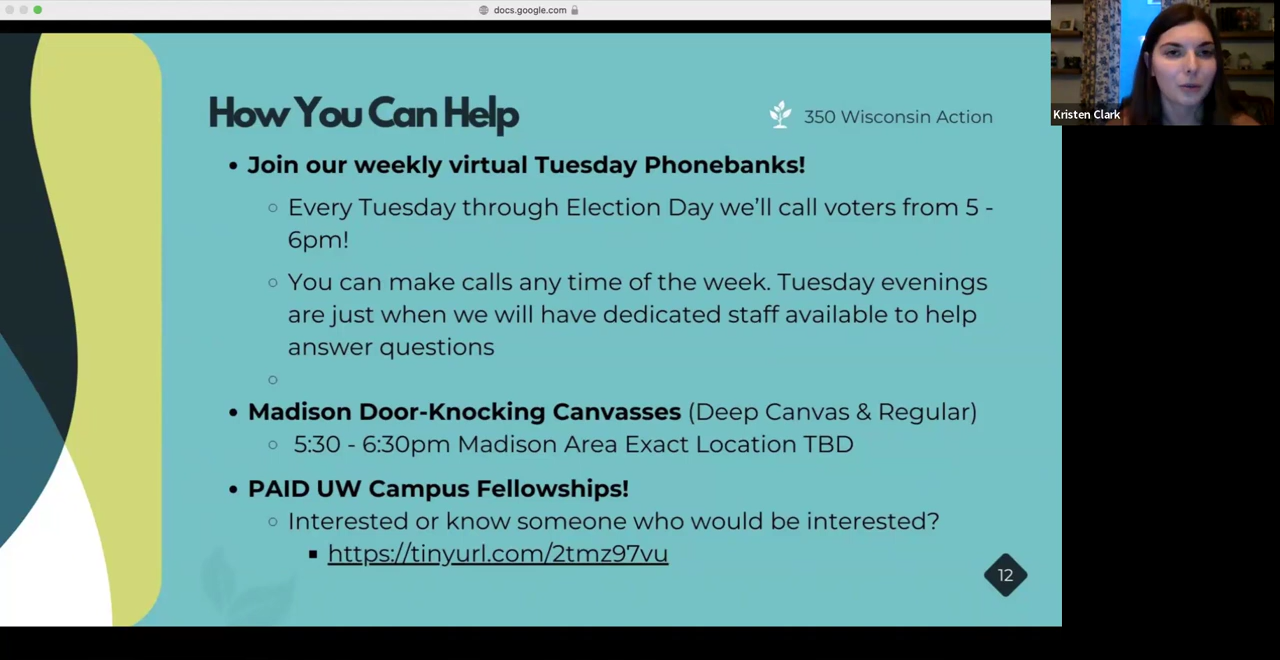 docs.google.com
How You Can Help
350 Wisconsin Action
Kristen Clark
• Join our weekly virtual Tuesday Phonebanks!
○ Every Tuesday through Election Day we’ll call voters from 5 -
6pm!
○ You can make calls any time of the week. Tuesday evenings
are just when we will have dedicated staff available to help
answer questions
○
• Madison Door-Knocking Canvasses (Deep Canvas & Regular)
○ 5:30 - 6:30pm Madison Area Exact Location TBD
• PAID UW Campus Fellowships!
○ Interested or know someone who would be interested?
▪ https://tinyurl.com/2tmz97vu
12